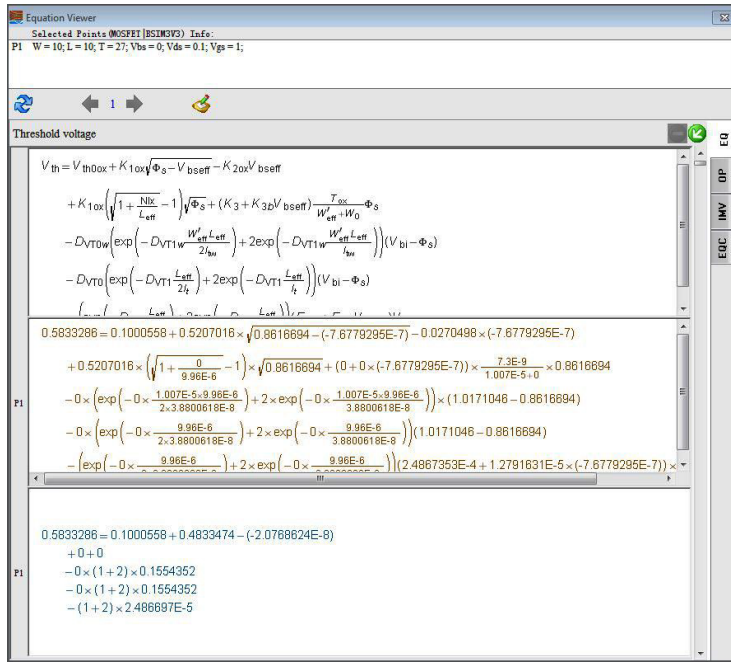 Equation Viewer
Selected Points(MOSFET|BSIM3V3) Info:
P1 W = 10; L = 10; T = 27; Vbs = 0; Vds = 0.1; Vgs = 1;
1
Threshold voltage
EQ
OP
IMV
EQC
V_th = V_th0ox + K_1ox √(Φ_s − V_bseff) − K_2ox V_bseff
+ K_1ox (√(1 + Nlx/L_eff) − 1) √Φ_s + (K_3 + K_3b V_bseff) T_ox/(W'_eff + W_0) Φ_s
− D_VT0w (exp(−D_VT1w W'_eff L_eff/2l_tw) + 2exp(−D_VT1w W'_eff L_eff/l_tw)) (V_bi − Φ_s)
− D_VT0 (exp(−D_VT1 L_eff/2l_t) + 2exp(−D_VT1 L_eff/l_t)) (V_bi − Φ_s)
P1
0.5833286 = 0.1000558 + 0.5207016 × √(0.8616694 − (-7.6779295E-7)) − 0.0270498 × (-7.6779295E-7)
+ 0.5207016 × (√(1 + 0/9.96E-6) − 1) × √0.8616694 + (0 + 0 × (-7.6779295E-7)) × 7.3E-9/(1.007E-5+0) × 0.8616694
− 0 × (exp(−0 × 1.007E-5×9.96E-6/2×3.8800618E-8) + 2 × exp(−0 × 1.007E-5×9.96E-6/3.8800618E-8)) × (1.0171046 − 0.8616694)
− 0 × (exp(−0 × 9.96E-6/2×3.8800618E-8) + 2 × exp(−0 × 9.96E-6/3.8800618E-8)) (1.0171046 − 0.8616694)
− (exp(−0 × 9.96E-6) + 2 × exp(−0 × 9.96E-6)) (2.4867353E-4 + 1.2791631E-5 × (-7.6779295E-7)) ×
P1
0.5833286 = 0.1000558 + 0.4833474 − (-2.0768624E-8)
+ 0 + 0
− 0 × (1 + 2) × 0.1554352
− 0 × (1 + 2) × 0.1554352
− (1 + 2) × 2.486697E-5